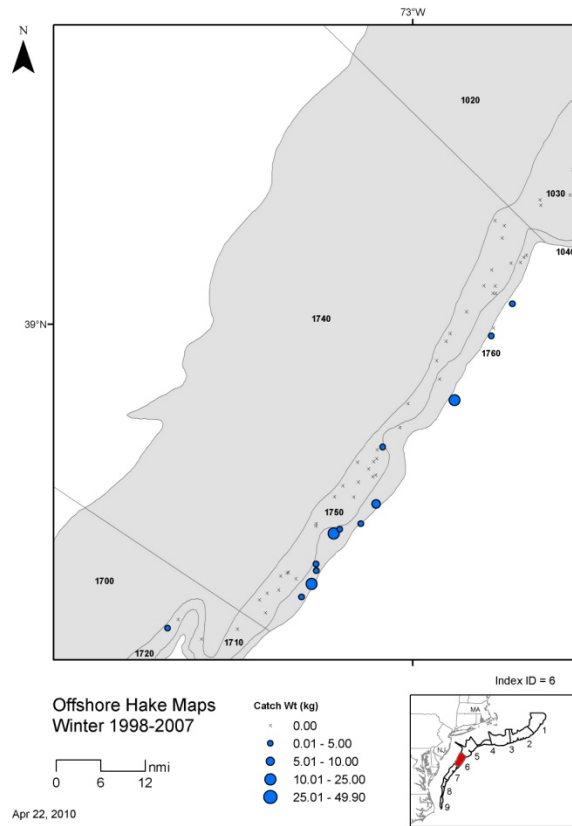 73°W
N
1020
1030
1040
1740
39°N
1760
1750
1700
1710
1720
Index ID = 6
Offshore Hake Maps
Winter 1998-2007
Catch Wt (kg)
0.00
0.01 - 5.00
5.01 - 10.00
10.01 - 25.00
25.01 - 49.90
nmi
0 6 12
Apr 22, 2010
MA
NJ
1
2
3
4
5
6
7
8
9